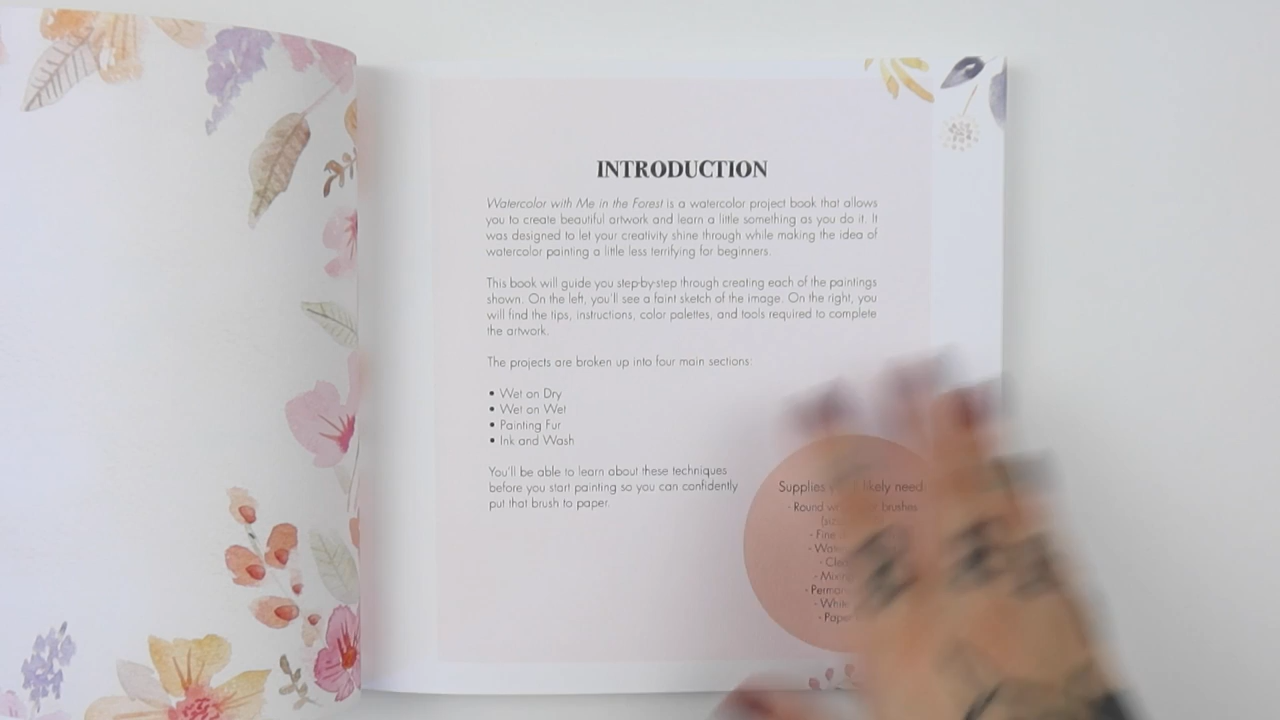 INTRODUCTION
Watercolor with Me in the Forest is a watercolor project book that allows
you to create beautiful artwork and learn a little something as you do it. It
was designed to let your creativity shine through while making the idea of
watercolor painting a little less terrifying for beginners.
This book will guide you step-by-step through creating each of the paintings
shown. On the left, you'll see a faint sketch of the image. On the right, you
will find the tips, instructions, color palettes, and tools required to complete
the artwork.
The projects are broken up into four main sections:
• Wet on Dry
• Wet on Wet
• Painting Fur
• Ink and Wash
You'll be able to learn about these techniques
before you start painting so you can confidently
put that brush to paper.
Supplies likely need:
- Round brushes
- Fine
- White
- Paper